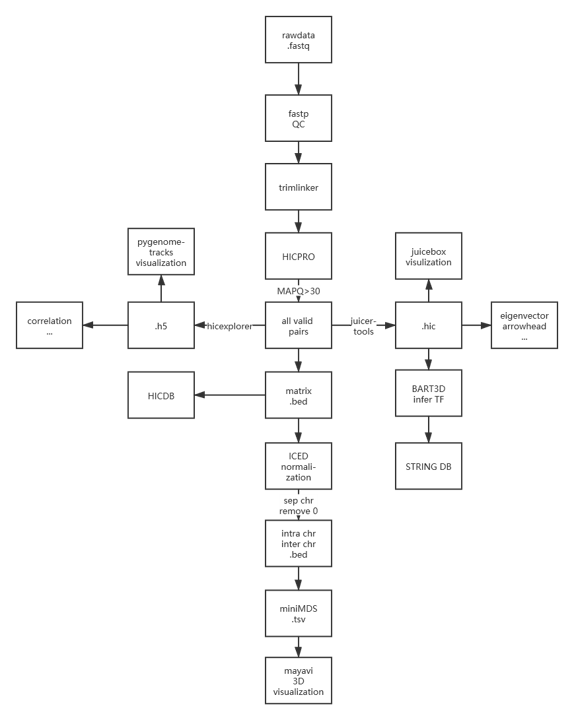 rawdata
.fastq
fastp
QC
trimlinker
pygenome-
tracks
visualization
HICPRO
juicebox
visulization
MAPQ>30
correlation
...
.h5
hicexplorer
all valid
pairs
juicer-
tools
.hic
eigenvector
arrowhead
...
HICDB
matrix
.bed
BART3D
infer TF
ICED
normali-
zation
STRING DB
sep chr
remove 0
intra chr
inter chr
.bed
miniMDS
.tsv
mayavi
3D
visualization